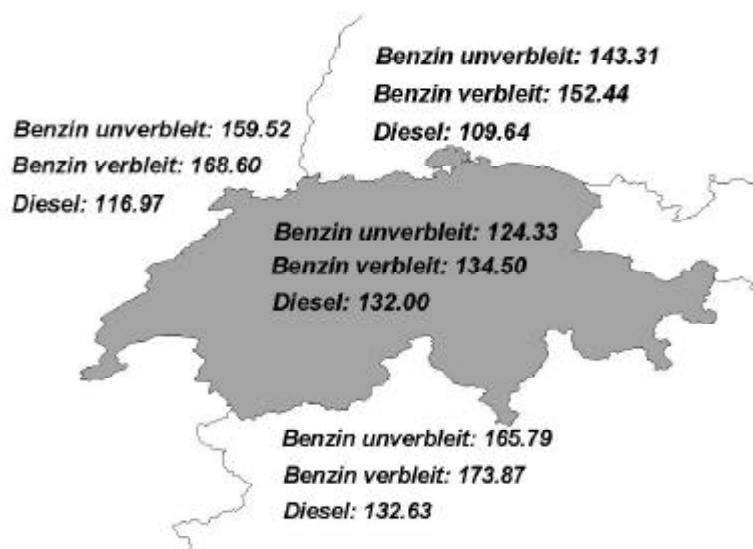 Benzin unverbleit: 143.31
Benzin verbleit: 152.44
Diesel: 109.64
Benzin unverbleit: 159.52
Benzin verbleit: 168.60
Diesel: 116.97
Benzin unverbleit: 124.33
Benzin verbleit: 134.50
Diesel: 132.00
Benzin unverbleit: 165.79
Benzin verbleit: 173.87
Diesel: 132.63